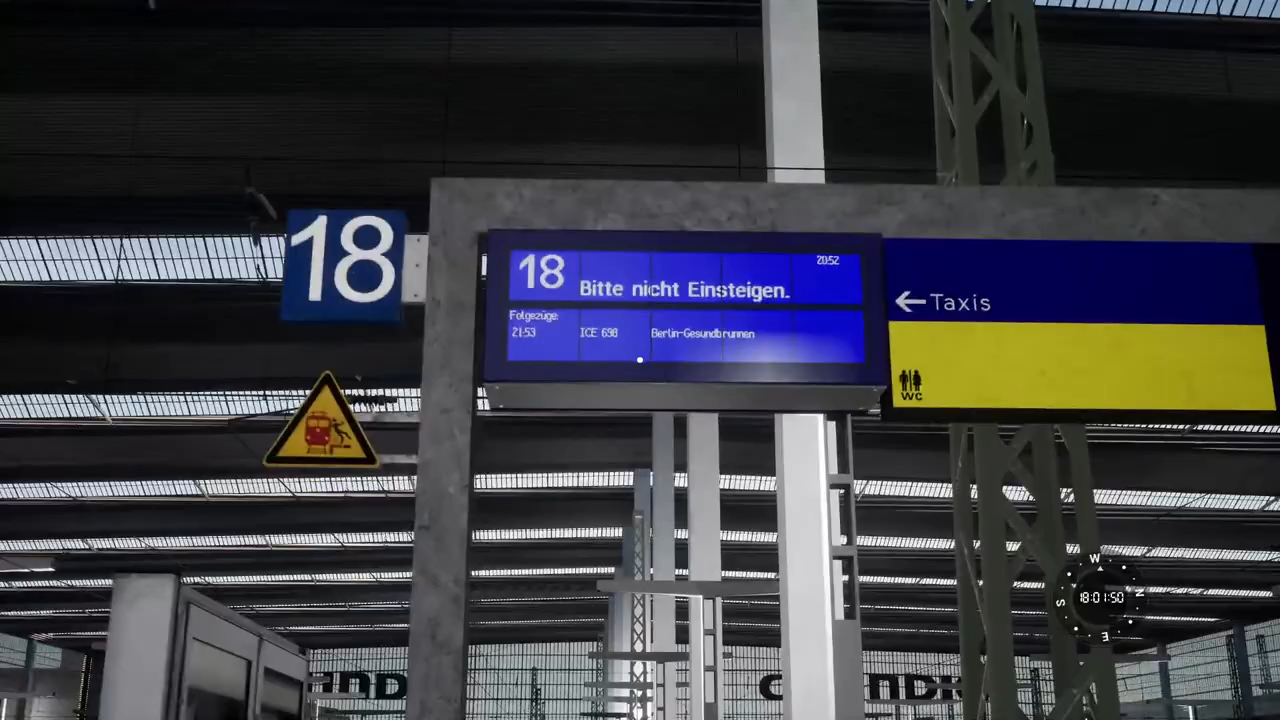 18
18
20:52
Bitte nicht Einsteigen.
Folgezüge:
21:53 ICE 698 Berlin-Gesundbrunnen
Taxis
WC
W
N
S
E
18:01:50